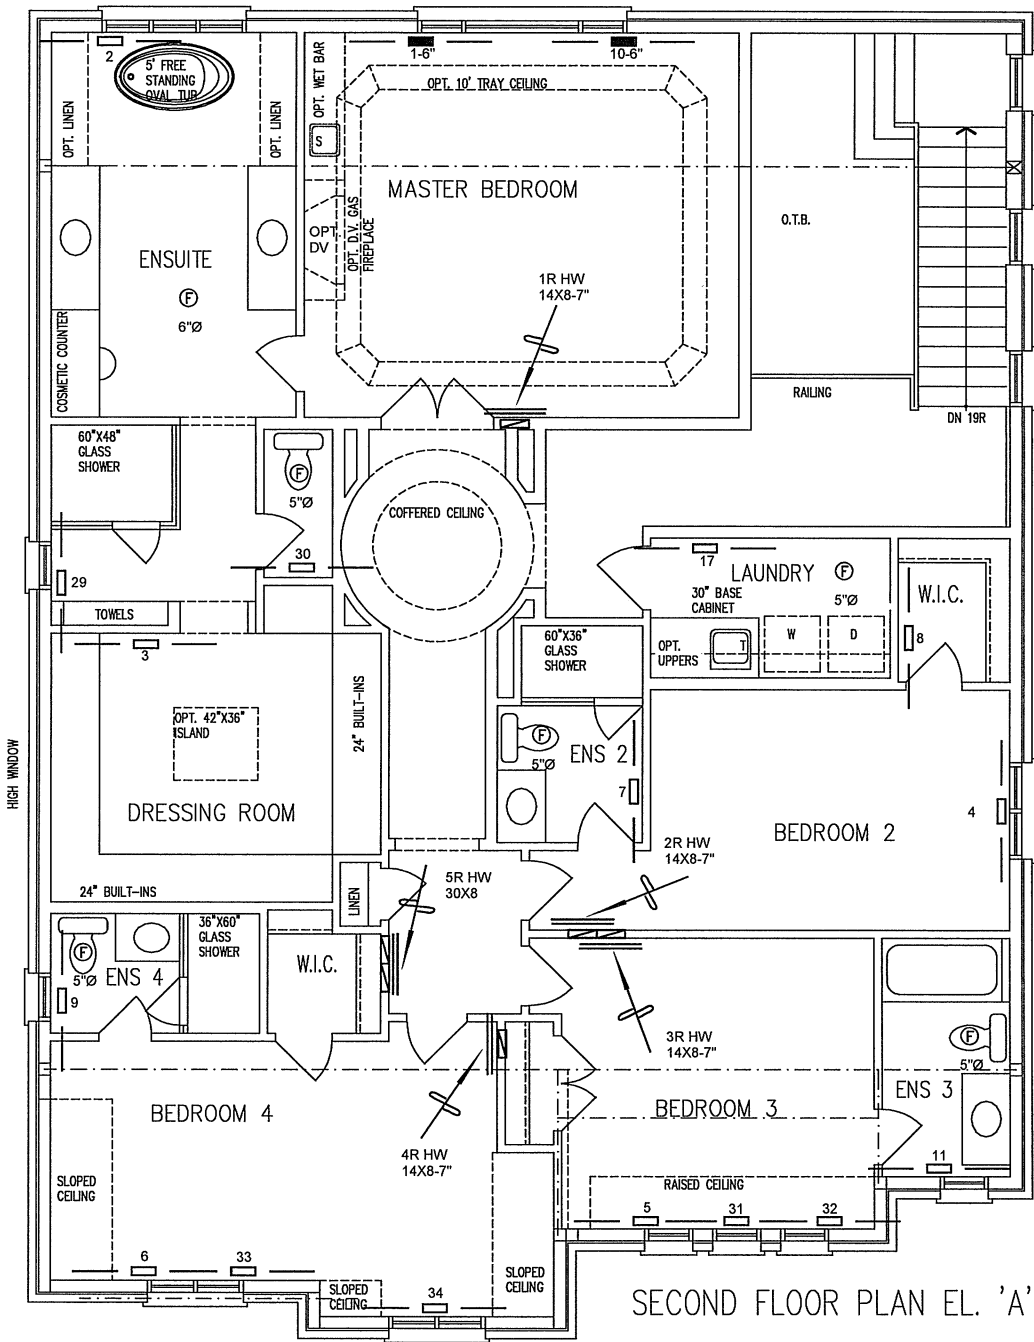 2
5' FREE
STANDING
OVAL TUB
OPT. LINEN
OPT. LINEN
OPT. WET BAR
S
1-6"
10-6"
OPT. 10' TRAY CEILING
MASTER BEDROOM
O.T.B.
OPT.
DV
OPT. D.V. GAS
FIREPLACE
ENSUITE
F
6"Ø
1R HW
14X8-7"
COSMETIC COUNTER
RAILING
DN 19R
60"X48"
GLASS
SHOWER
F
5"Ø
COFFERED CEILING
30
29
17
LAUNDRY
F
5"Ø
30" BASE
CABINET
W.I.C.
8
TOWELS
3
60"X36"
GLASS
SHOWER
OPT.
UPPERS
T
W
D
24" BUILT-INS
OPT. 42"X36"
ISLAND
F
5"Ø
ENS 2
7
HIGH WINDOW
DRESSING ROOM
BEDROOM 2
4
2R HW
14X8-7"
5R HW
30X8
24" BUILT-INS
LINEN
36"X60"
GLASS
SHOWER
F
5"Ø
ENS 4
9
W.I.C.
3R HW
14X8-7"
F
5"Ø
ENS 3
BEDROOM 4
BEDROOM 3
4R HW
14X8-7"
11
SLOPED
CEILING
RAISED CEILING
5
31
32
6
33
SLOPED
CEILING
34
SLOPED
CEILING
SECOND FLOOR PLAN EL. 'A'